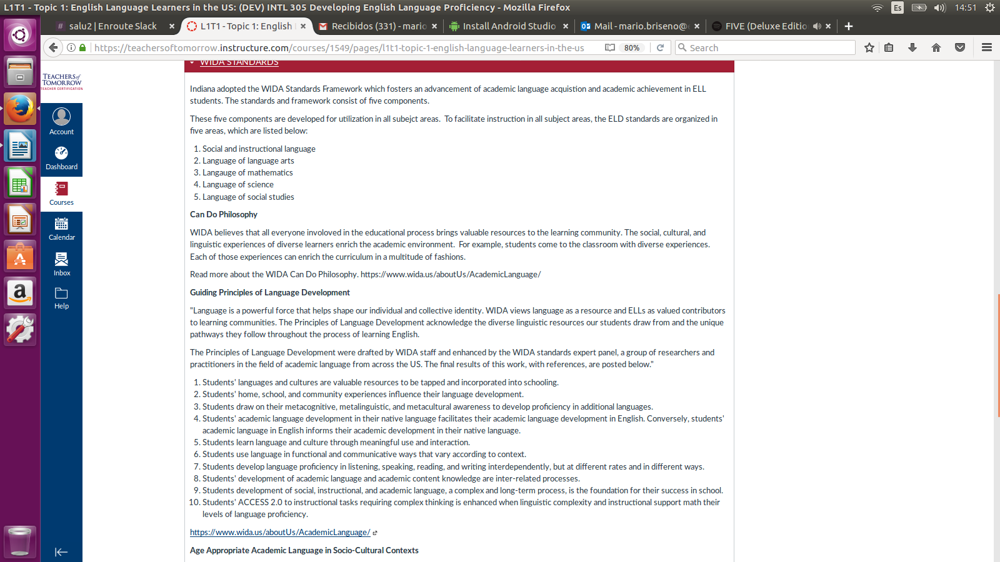 L1T1 - Topic 1: English Language Learners in the US: (DEV) INTL 305 Developing English Language Proficiency - Mozilla Firefox
Es
14:51
# salu2 | Enroute Slack
L1T1 - Topic 1: English
Recibidos (331) - mario
Install Android Studio
Mail - mario.briseno@
FIVE (Deluxe Editio
https://teachersoftomorrow.instructure.com/courses/1549/pages/l1t1-topic-1-english-language-learners-in-the-us
80%
Search
TEACHERS of
TOMORROW
TEACHER CERTIFICATION
Account
Dashboard
Courses
Calendar
Inbox
Help
WIDA STANDARDS
Indiana adopted the WIDA Standards Framework which fosters an advancement of academic language acquistion and academic achievement in ELL
students. The standards and framework consist of five components.
These five components are developed for utilization in all subejct areas. To facilitate instruction in all subject areas, the ELD standards are organized in
five areas, which are listed below:
1. Social and instructional language
2. Language of language arts
3. Langauge of mathematics
4. Language of science
5. Language of social studies
Can Do Philosophy
WIDA believes that all everyone involoved in the educational process brings valuable resources to the learning community. The social, cultural, and
linguistic experiences of diverse learners enrich the academic environment. For example, students come to the classroom with diverse experiences.
Each of those experiences can enrich the curriculum in a multitude of fashions.
Read more about the WIDA Can Do Philosophy. https://www.wida.us/aboutUs/AcademicLanguage/
Guiding Principles of Language Development
"Language is a powerful force that helps shape our individual and collective identity. WIDA views language as a resource and ELLs as valued contributors
to learning communities. The Principles of Language Development acknowledge the diverse linguistic resources our students draw from and the unique
pathways they follow throughout the process of learning English.
The Principles of Language Development were drafted by WIDA staff and enhanced by the WIDA standards expert panel, a group of researchers and
practitioners in the field of academic language from across the US. The final results of this work, with references, are posted below."
1. Students' languages and cultures are valuable resources to be tapped and incorporated into schooling.
2. Students' home, school, and community experiences influence their language development.
3. Students draw on their metacognitive, metalinguistic, and metacultural awareness to develop proficiency in additional languages.
4. Students' academic language development in their native language facilitates their academic language development in English. Conversely, students'
academic language in English informs their academic development in their native language.
5. Students learn language and culture through meaningful use and interaction.
6. Students use language in functional and communicative ways that vary according to context.
7. Students develop language proficiency in listening, speaking, reading, and writing interdependently, but at different rates and in different ways.
8. Students' development of academic language and academic content knowledge are inter-related processes.
9. Students development of social, instructional, and academic language, a complex and long-term process, is the foundation for their success in school.
10. Students' ACCESS 2.0 to instructional tasks requiring complex thinking is enhanced when linguistic complexity and instructional support math their
levels of language proficiency.
https://www.wida.us/aboutUs/AcademicLanguage/
Age Appropriate Academic Language in Socio-Cultural Contexts